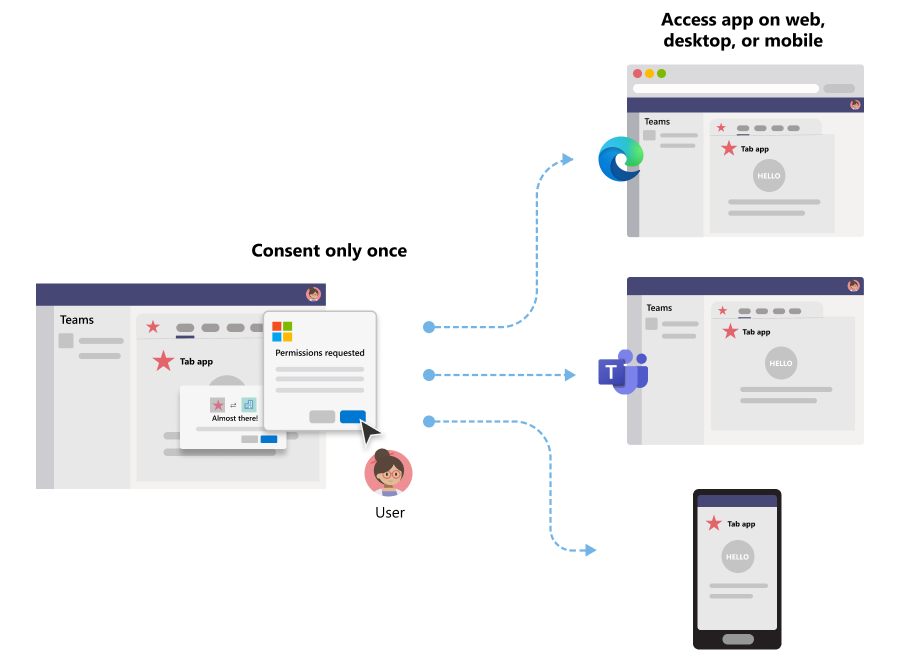 Access app on web,
desktop, or mobile
Teams
Tab app
HELLO
Consent only once
Teams
Tab app
Permissions requested
Almost there!
User
Teams
Tab app
HELLO
T
Tab app
HELLO